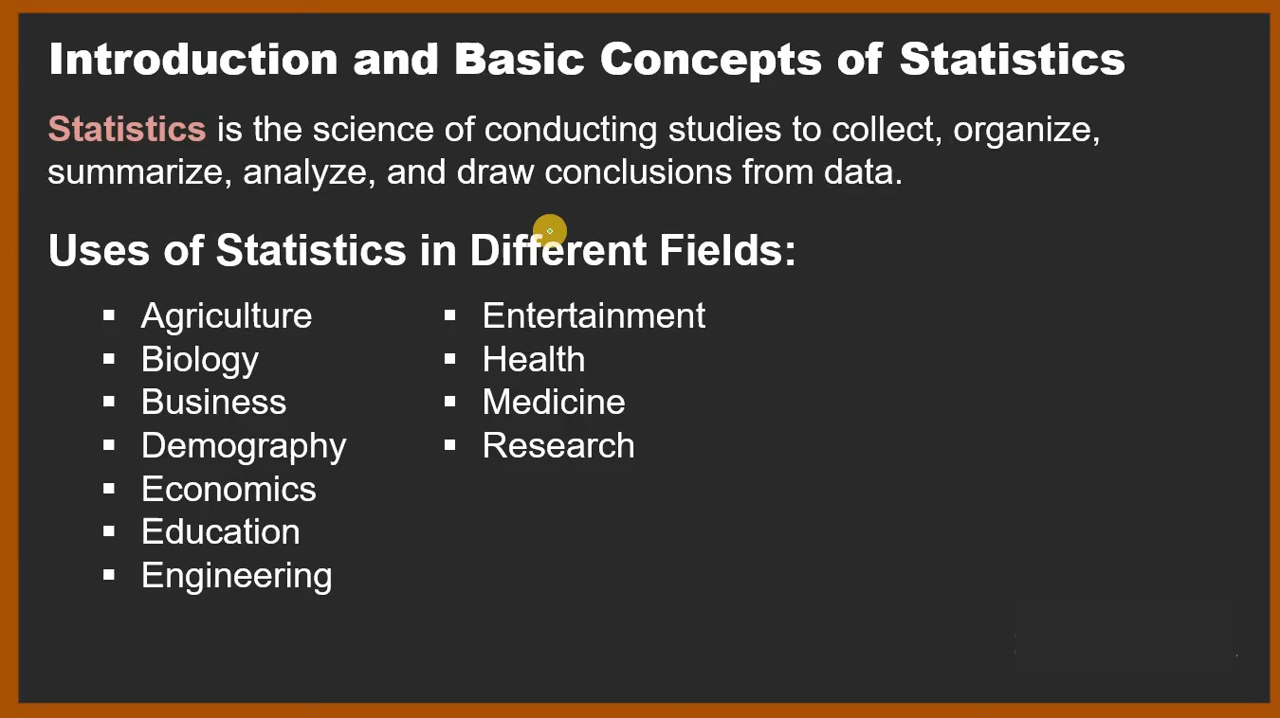 Introduction and Basic Concepts of Statistics
Statistics is the science of conducting studies to collect, organize,
summarize, analyze, and draw conclusions from data.
Uses of Statistics in Different Fields:
▪ Agriculture
▪ Biology
▪ Business
▪ Demography
▪ Economics
▪ Education
▪ Engineering
▪ Entertainment
▪ Health
▪ Medicine
▪ Research